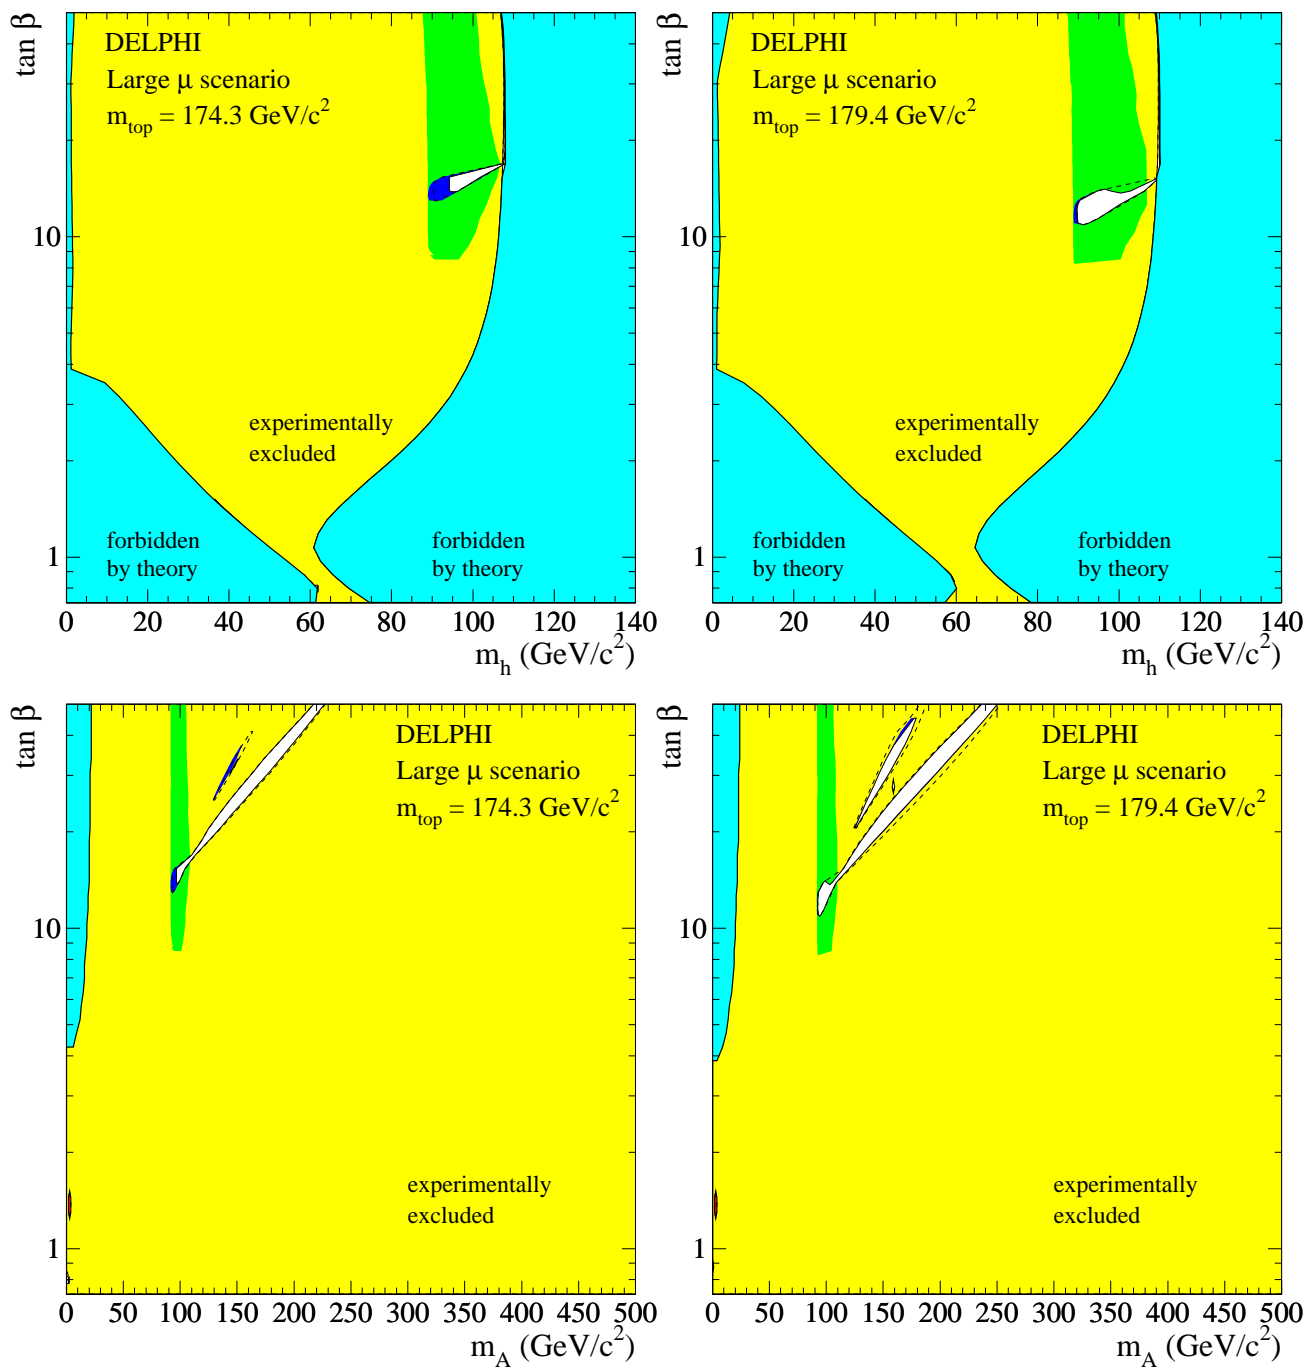 tan β
DELPHI
Large μ scenario
m_top = 174.3 GeV/c²
10
experimentally
excluded
forbidden
by theory
forbidden
by theory
1
0 20 40 60 80 100 120 140
m_h (GeV/c²)
tan β
DELPHI
Large μ scenario
m_top = 179.4 GeV/c²
10
experimentally
excluded
forbidden
by theory
forbidden
by theory
1
0 20 40 60 80 100 120 140
m_h (GeV/c²)
tan β
DELPHI
Large μ scenario
m_top = 174.3 GeV/c²
10
experimentally
excluded
1
0 50 100 150 200 250 300 350 400 450 500
m_A (GeV/c²)
tan β
DELPHI
Large μ scenario
m_top = 179.4 GeV/c²
10
experimentally
excluded
1
0 50 100 150 200 250 300 350 400 450 500
m_A (GeV/c²)